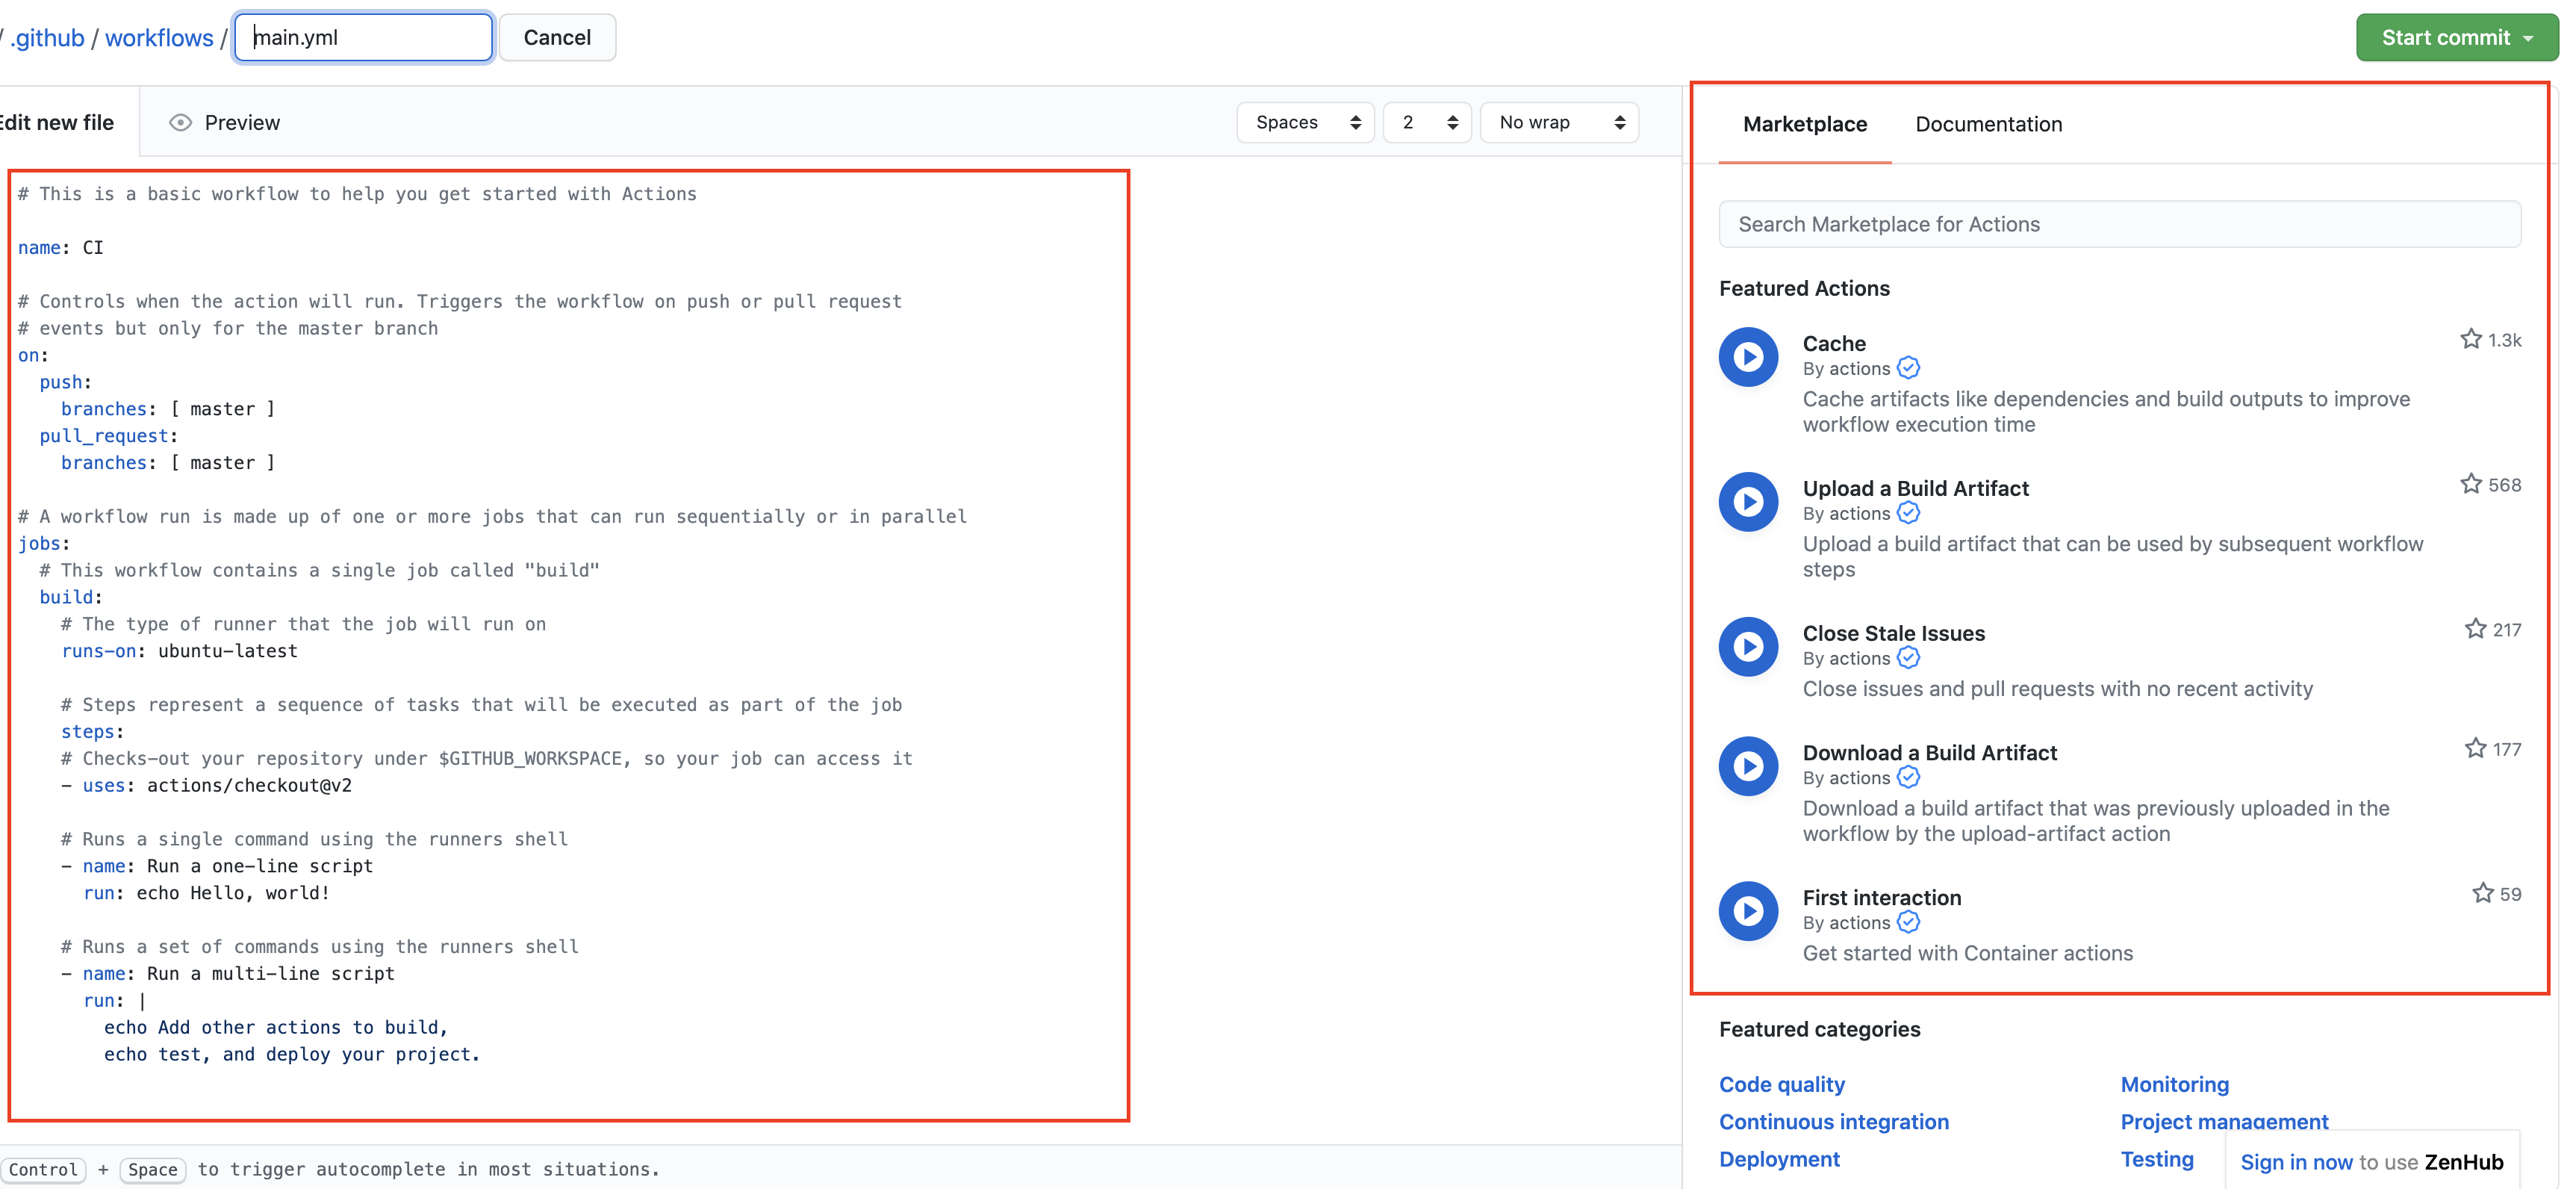 / .github / workflows / main.yml Cancel Start commit
Edit new file Preview Spaces 2 No wrap
# This is a basic workflow to help you get started with Actions
name: CI
# Controls when the action will run. Triggers the workflow on push or pull request
# events but only for the master branch
on:
  push:
    branches: [ master ]
  pull_request:
    branches: [ master ]
# A workflow run is made up of one or more jobs that can run sequentially or in parallel
jobs:
  # This workflow contains a single job called "build"
  build:
    # The type of runner that the job will run on
    runs-on: ubuntu-latest
    # Steps represent a sequence of tasks that will be executed as part of the job
    steps:
    # Checks-out your repository under $GITHUB_WORKSPACE, so your job can access it
    - uses: actions/checkout@v2
    # Runs a single command using the runners shell
    - name: Run a one-line script
      run: echo Hello, world!
    # Runs a set of commands using the runners shell
    - name: Run a multi-line script
      run: |
        echo Add other actions to build,
        echo test, and deploy your project.
Control + Space to trigger autocomplete in most situations.
Marketplace Documentation
Search Marketplace for Actions
Featured Actions
Cache 1.3k
By actions
Cache artifacts like dependencies and build outputs to improve
workflow execution time
Upload a Build Artifact 568
By actions
Upload a build artifact that can be used by subsequent workflow
steps
Close Stale Issues 217
By actions
Close issues and pull requests with no recent activity
Download a Build Artifact 177
By actions
Download a build artifact that was previously uploaded in the
workflow by the upload-artifact action
First interaction 59
By actions
Get started with Container actions
Featured categories
Code quality Monitoring
Continuous integration Project management
Deployment Testing
Sign in now to use ZenHub